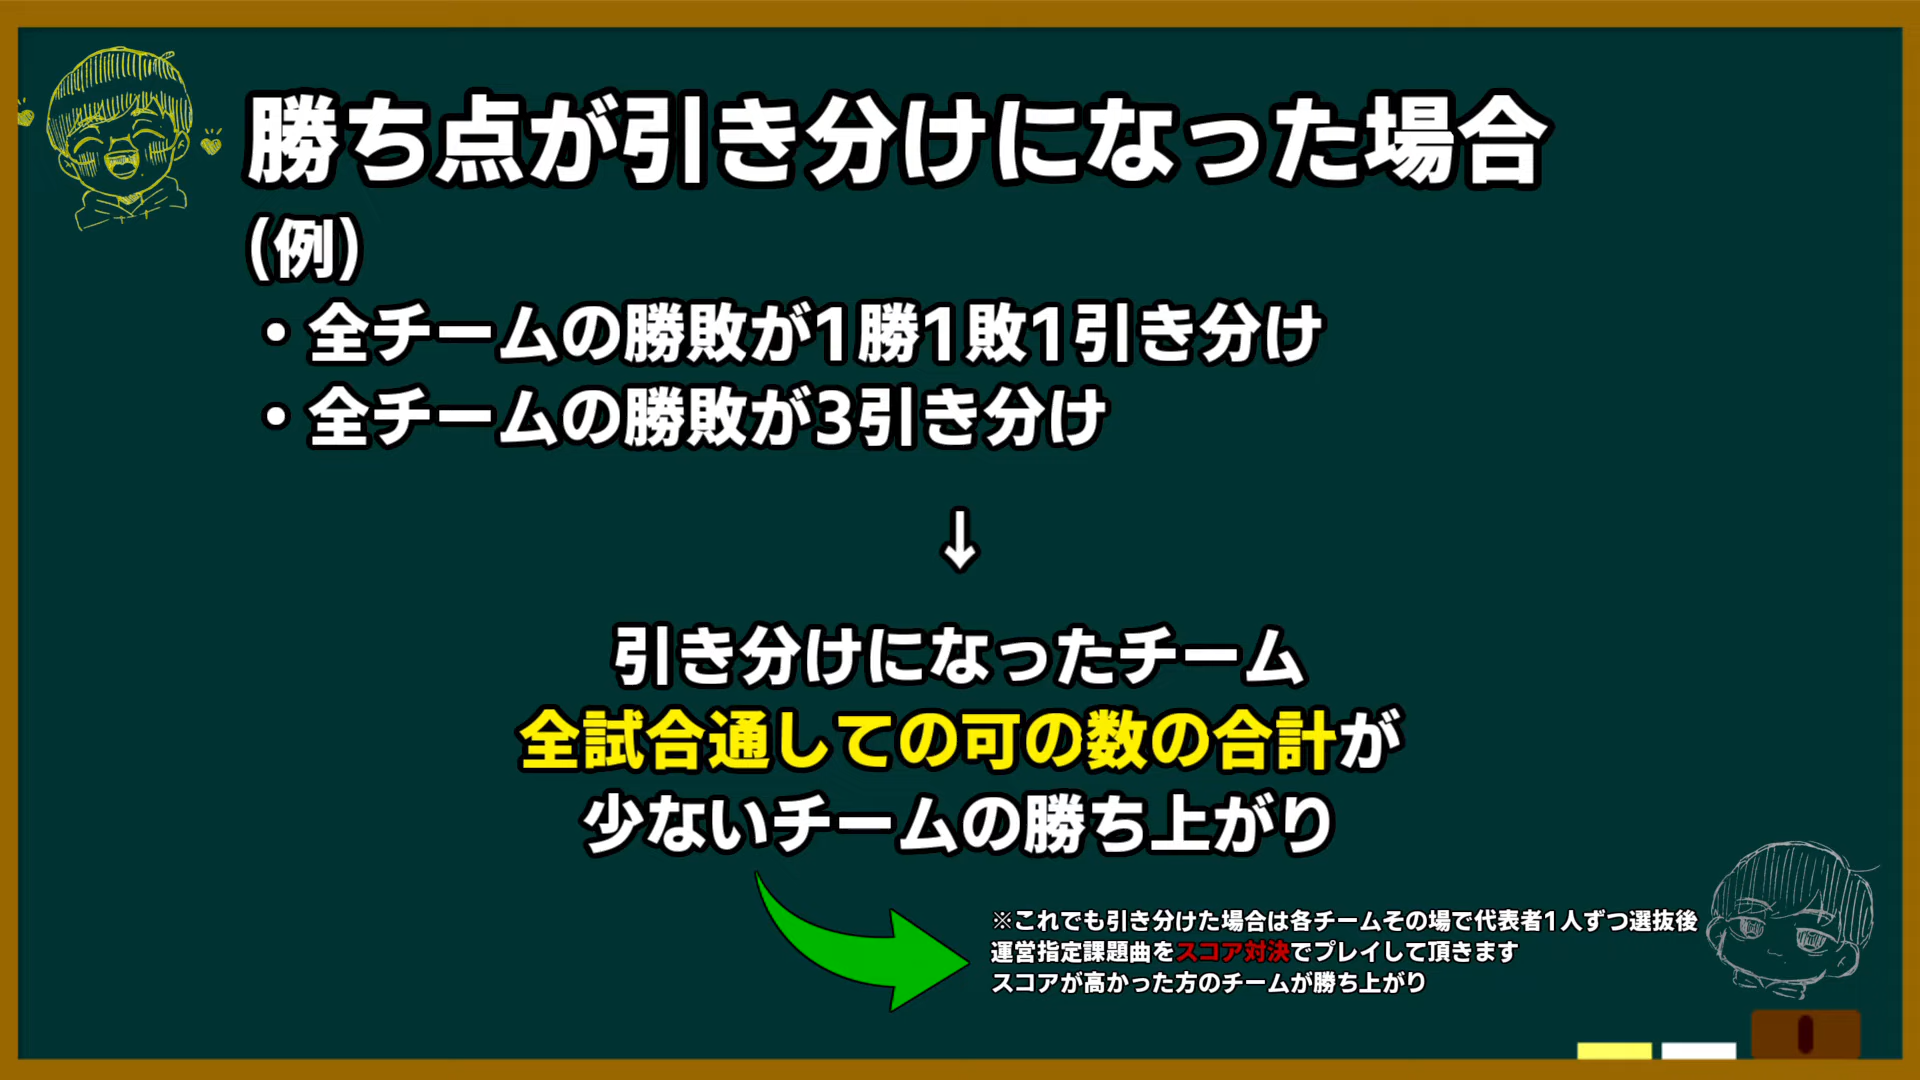 勝ち点が引き分けになった場合
(例)
・全チームの勝敗が1勝1敗1引き分け
・全チームの勝敗が3引き分け
↓
引き分けになったチーム
全試合通しての可の数の合計が
少ないチームの勝ち上がり
※これでも引き分けた場合は各チームその場で代表者1人ずつ選抜後
運営指定課題曲をスコア対決でプレイして頂きます
スコアが高かった方のチームが勝ち上がり